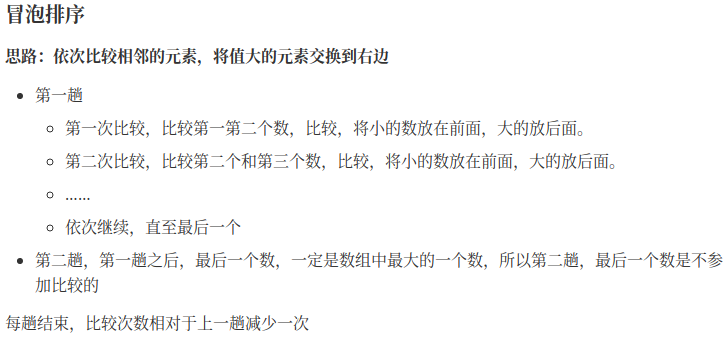 冒泡排序
思路：依次比较相邻的元素，将值大的元素交换到右边
第一趟
第一次比较，比较第一第二个数，比较，将小的数放在前面，大的放后面。
第二次比较，比较第二个和第三个数，比较，将小的数放在前面，大的放后面。
……
依次继续，直至最后一个
第二趟，第一趟之后，最后一个数，一定是数组中最大的一个数，所以第二趟，最后一个数是不参
加比较的
每趟结束，比较次数相对于上一趟减少一次